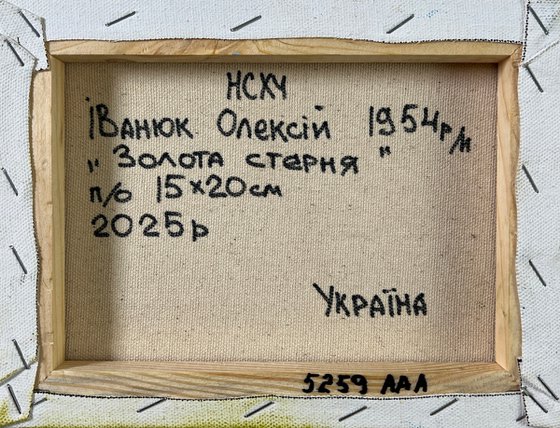 НСХУ
Іванюк Олексій 1954р/н
„ Золота стерня "
п/о 15×20см
2025р
Україна
5259 ААЛ